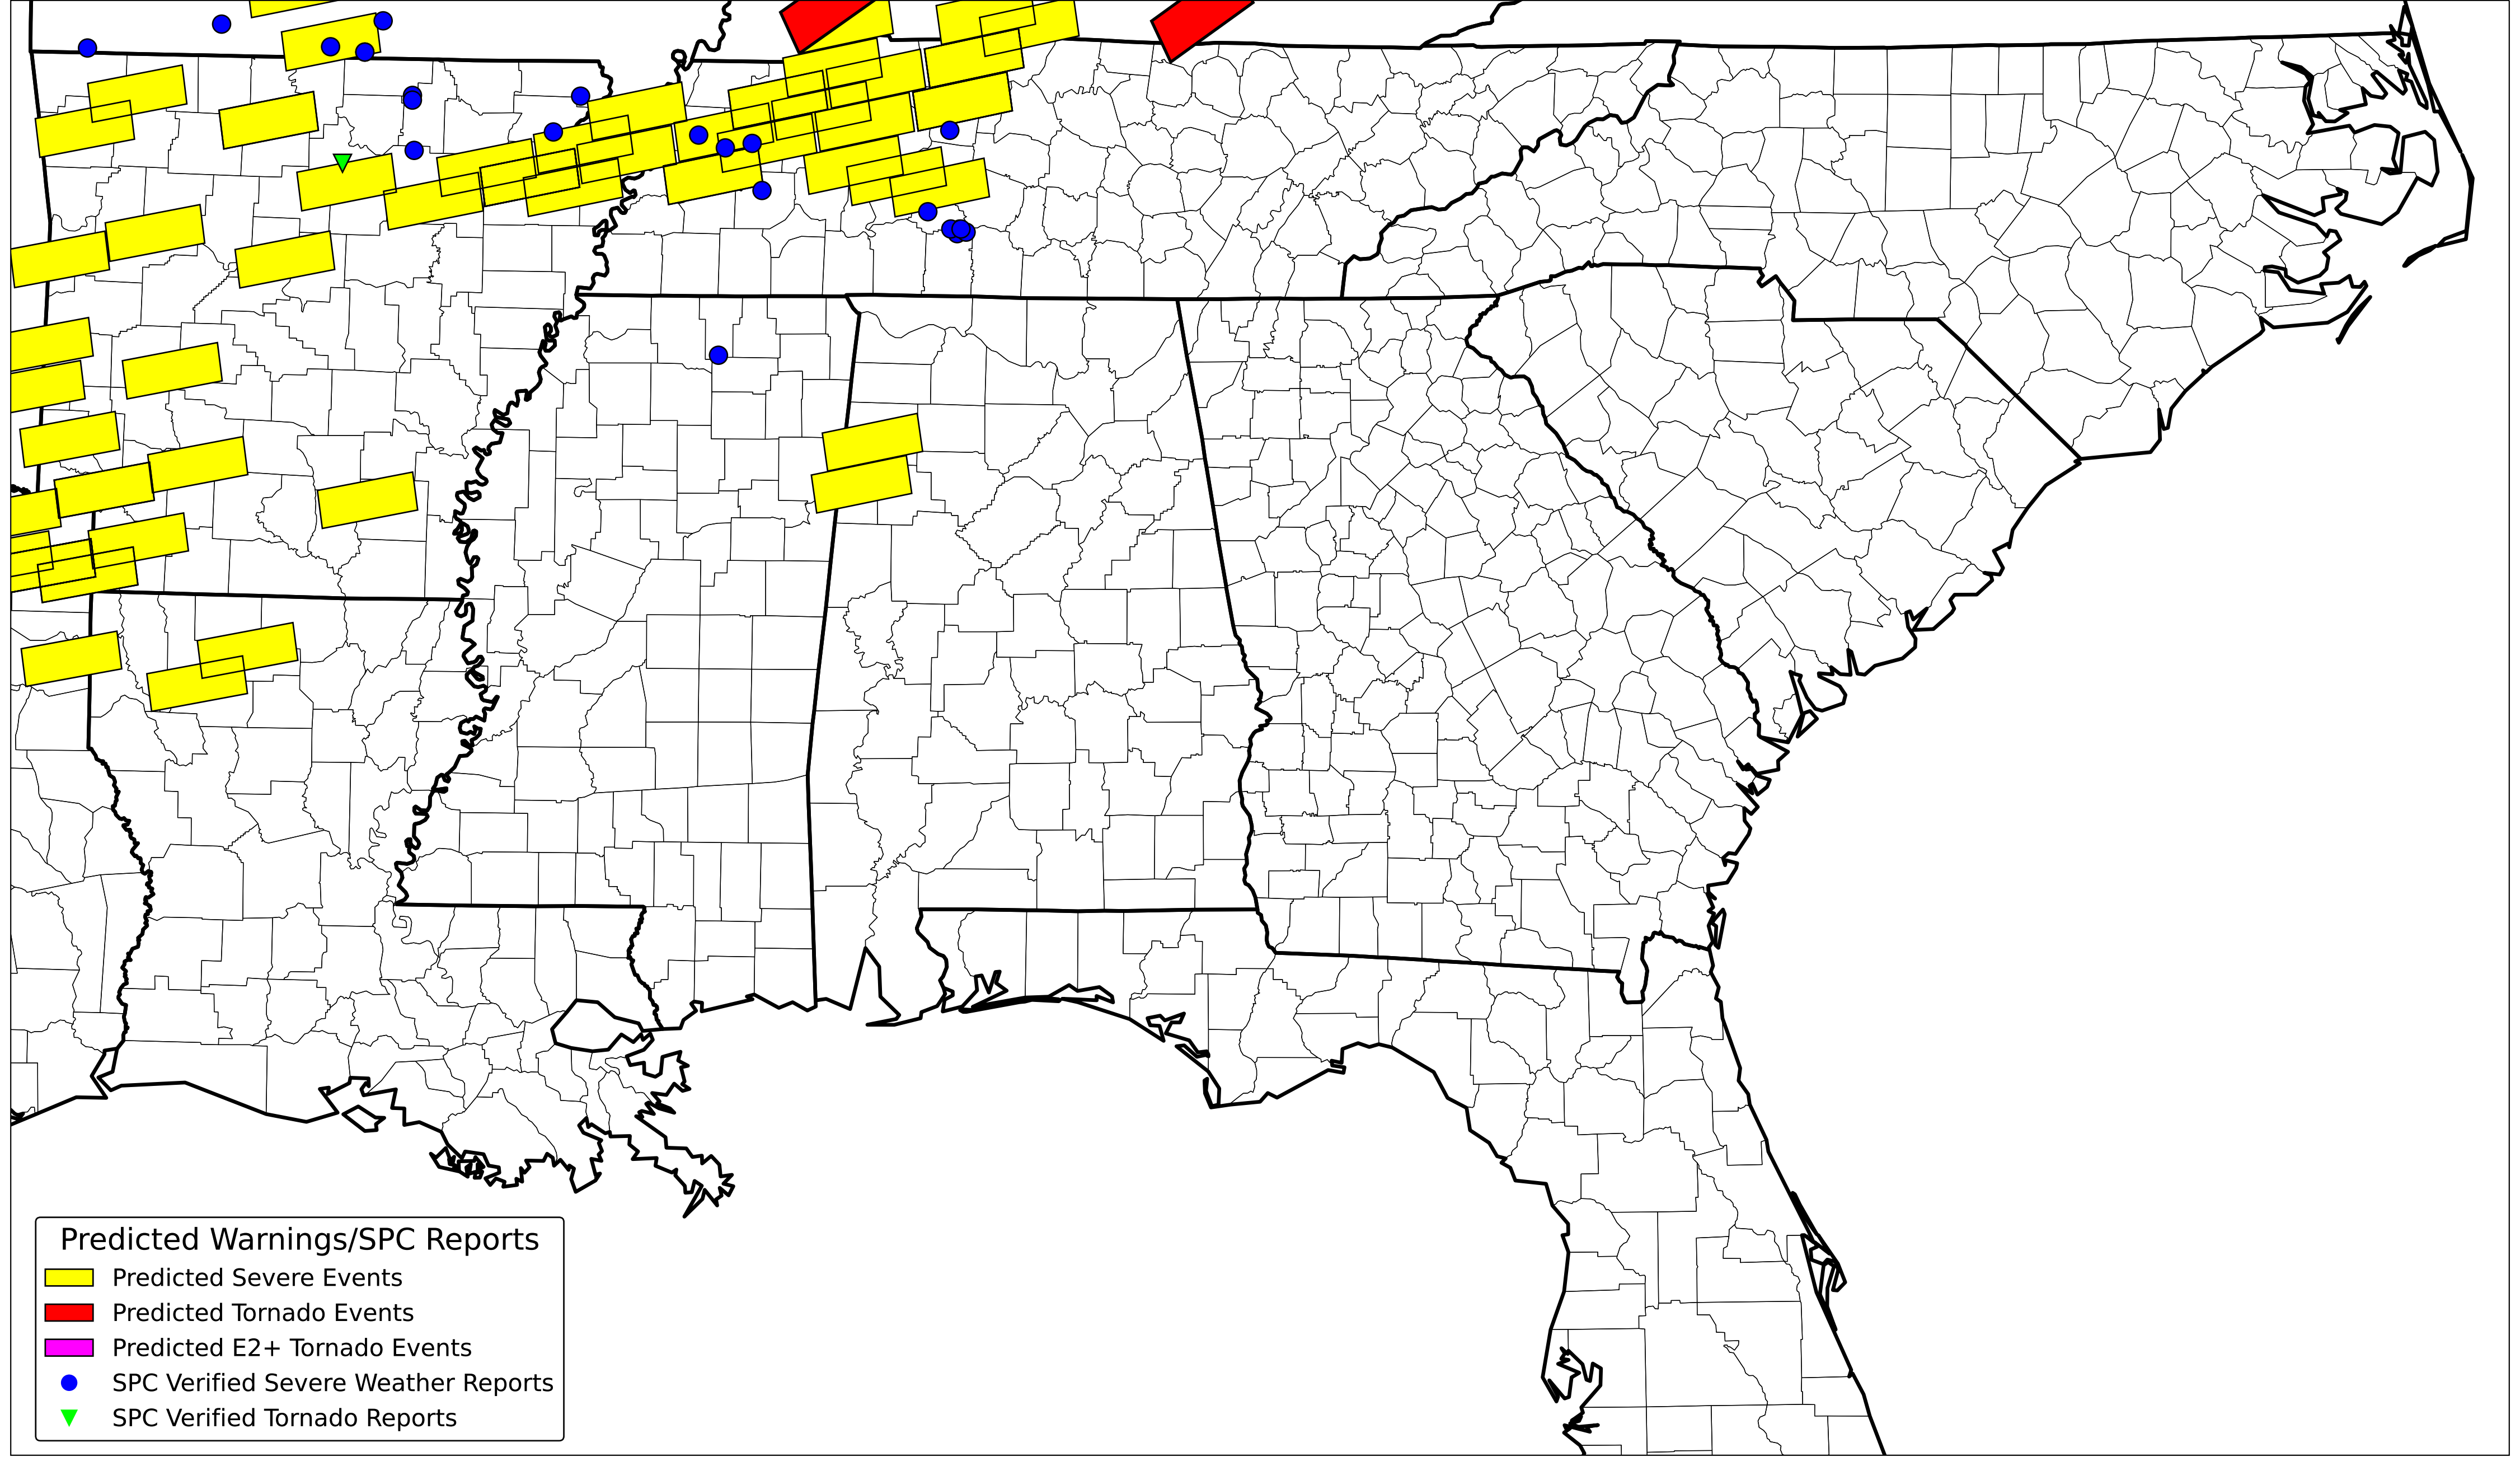 Predicted Warnings/SPC Reports
Predicted Severe Events
Predicted Tornado Events
Predicted E2+ Tornado Events
SPC Verified Severe Weather Reports
SPC Verified Tornado Reports